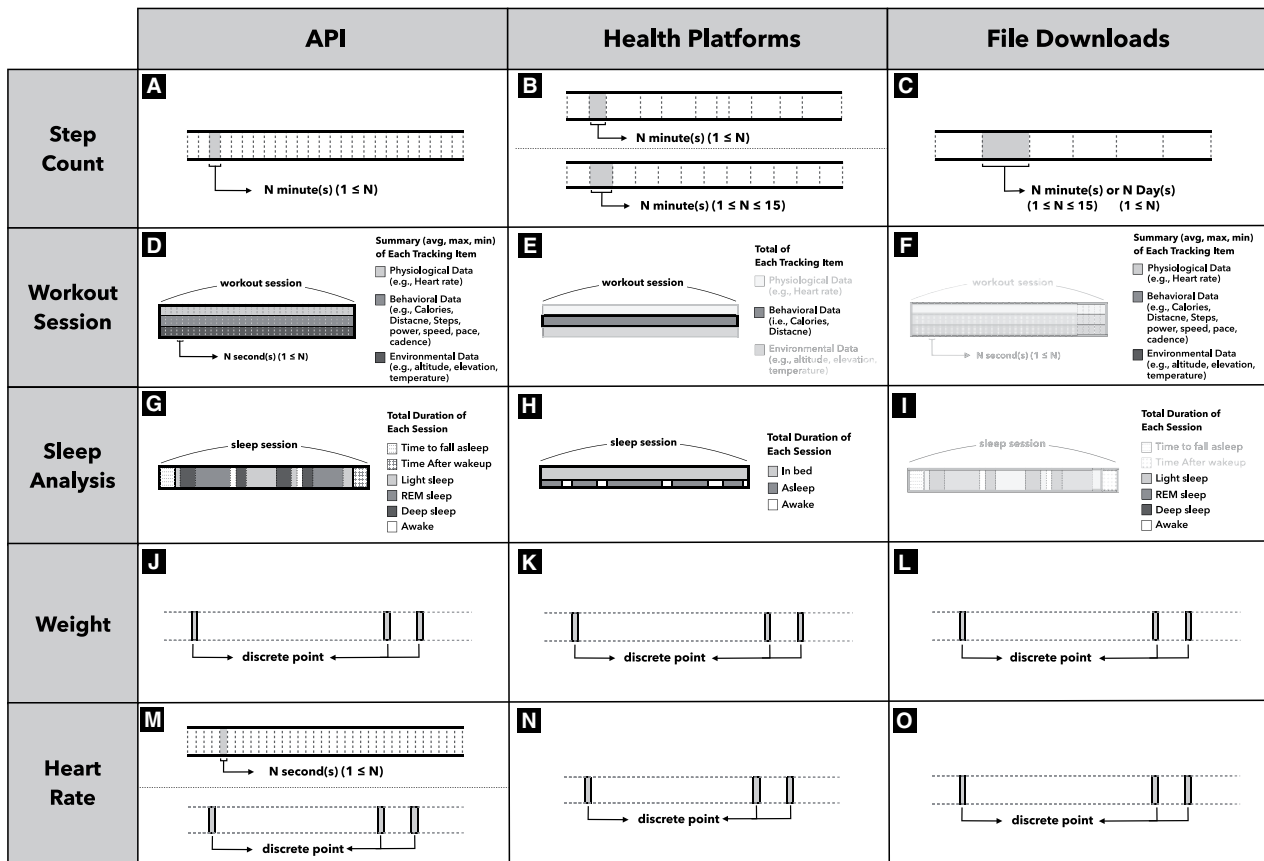 API
Health Platforms
File Downloads
Step
Count
A
N minute(s) (1 ≤ N)
B
N minute(s) (1 ≤ N)
N minute(s) (1 ≤ N ≤ 15)
C
N minute(s) or N Day(s)
(1 ≤ N ≤ 15) (1 ≤ N)
Workout
Session
D
workout session
N second(s) (1 ≤ N)
Summary (avg, max, min)
of Each Tracking Item
Physiological Data
(e.g., Heart rate)
Behavioral Data
(e.g., Calories,
Distacne, Steps,
power, speed, pace,
cadence)
Environmental Data
(e.g., altitude, elevation,
temperature)
E
workout session
Total of
Each Tracking Item
Physiological Data
(e.g., Heart rate)
Behavioral Data
(i.e., Calories,
Distacne)
Environmental Data
(e.g., altitude, elevation,
temperature)
F
workout session
N second(s) (1 ≤ N)
Summary (avg, max, min)
of Each Tracking Item
Physiological Data
(e.g., Heart rate)
Behavioral Data
(e.g., Calories,
Distacne, Steps,
power, speed, pace,
cadence)
Environmental Data
(e.g., altitude, elevation,
temperature)
Sleep
Analysis
G
sleep session
Total Duration of
Each Session
Time to fall asleep
Time After wakeup
Light sleep
REM sleep
Deep sleep
Awake
H
sleep session
Total Duration of
Each Session
In bed
Asleep
Awake
I
sleep session
Total Duration of
Each Session
Time to fall asleep
Time After wakeup
Light sleep
REM sleep
Deep sleep
Awake
Weight
J
discrete point
K
discrete point
L
discrete point
Heart
Rate
M
N second(s) (1 ≤ N)
discrete point
N
discrete point
O
discrete point